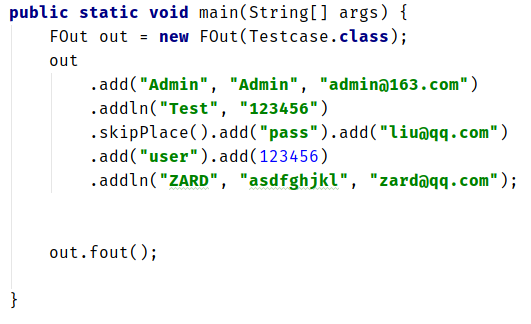 public static void main(String[] args) {
    FOut out = new FOut(Testcase.class);
    out
        .add("Admin", "Admin", "admin@163.com")
        .addln("Test", "123456")
        .skipPlace().add("pass").add("liu@qq.com")
        .add("user").add(123456)
        .addln("ZARD", "asdfghjkl", "zard@qq.com");
    out.fout();
}